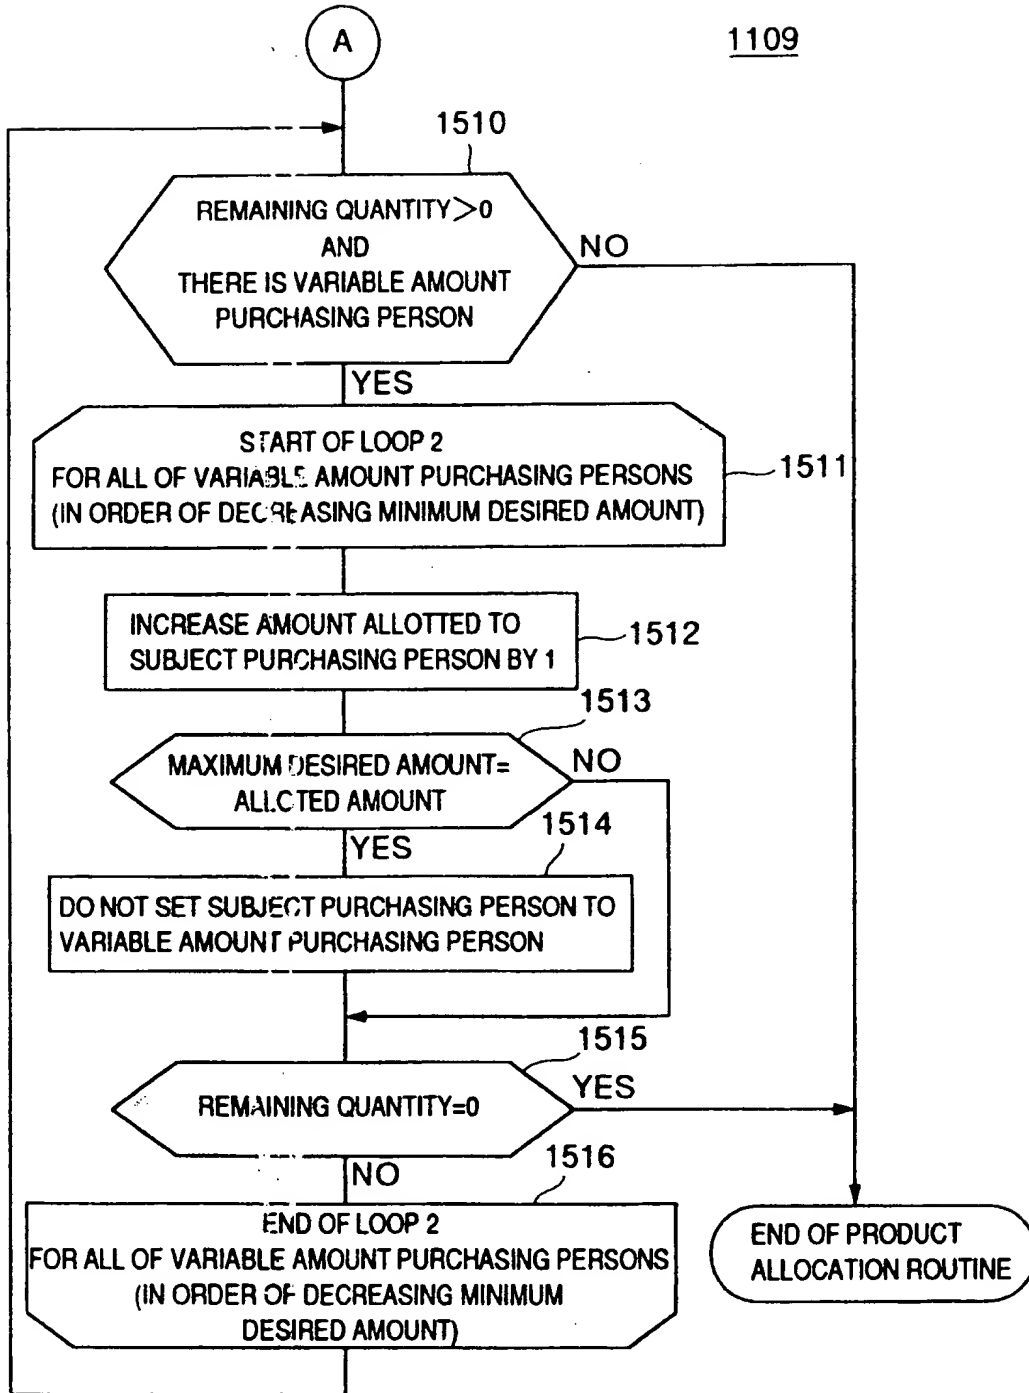 A
1109
1510
REMAINING QUANTITY>0
AND
THERE IS VARIABLE AMOUNT
PURCHASING PERSON
NO
YES
START OF LOOP 2
FOR ALL OF VARIABLE AMOUNT PURCHASING PERSONS
(IN ORDER OF DECREASING MINIMUM DESIRED AMOUNT)
1511
INCREASE AMOUNT ALLOTTED TO
SUBJECT PURCHASING PERSON BY 1
1512
1513
MAXIMUM DESIRED AMOUNT=
ALLOTED AMOUNT
NO
YES
1514
DO NOT SET SUBJECT PURCHASING PERSON TO
VARIABLE AMOUNT PURCHASING PERSON
1515
REMAINING QUANTITY=0
YES
NO
1516
END OF LOOP 2
FOR ALL OF VARIABLE AMOUNT PURCHASING PERSONS
(IN ORDER OF DECREASING MINIMUM
DESIRED AMOUNT)
END OF PRODUCT
ALLOCATION ROUTINE